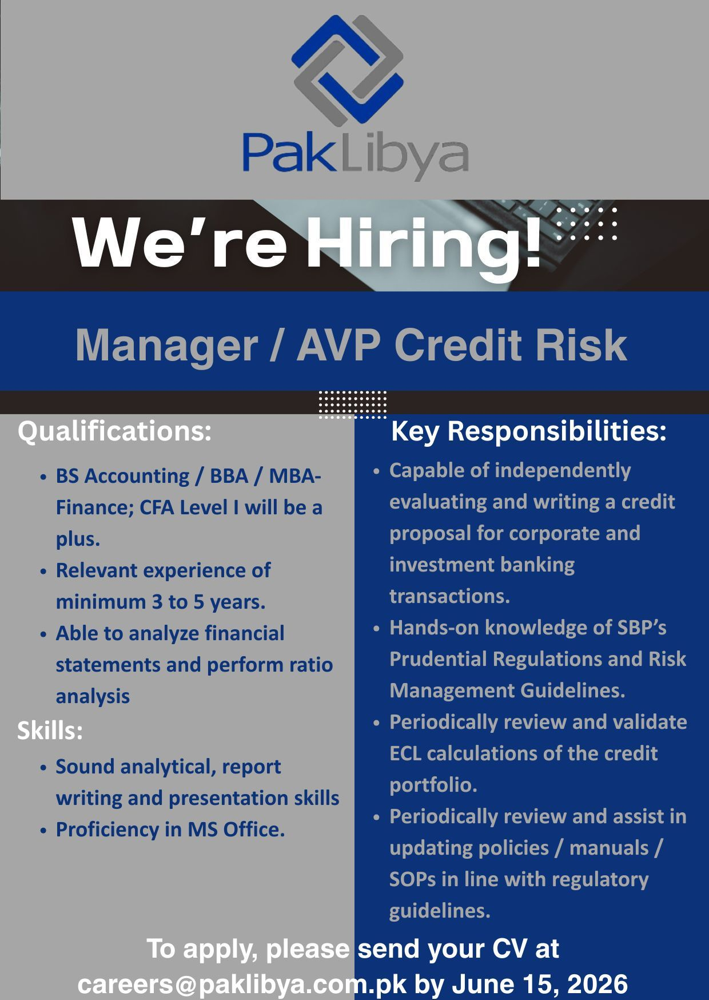 PakLibya
We're Hiring!
Manager / AVP Credit Risk
Qualifications:
• BS Accounting / BBA / MBA-
Finance; CFA Level I will be a
plus.
• Relevant experience of
minimum 3 to 5 years.
• Able to analyze financial
statements and perform ratio
analysis
Skills:
• Sound analytical, report
writing and presentation skills
• Proficiency in MS Office.
Key Responsibilities:
• Capable of independently
evaluating and writing a credit
proposal for corporate and
investment banking
transactions.
• Hands-on knowledge of SBP's
Prudential Regulations and Risk
Management Guidelines.
• Periodically review and validate
ECL calculations of the credit
portfolio.
• Periodically review and assist in
updating policies / manuals /
SOPs in line with regulatory
guidelines.
To apply, please send your CV at
careers@paklibya.com.pk by June 15, 2026